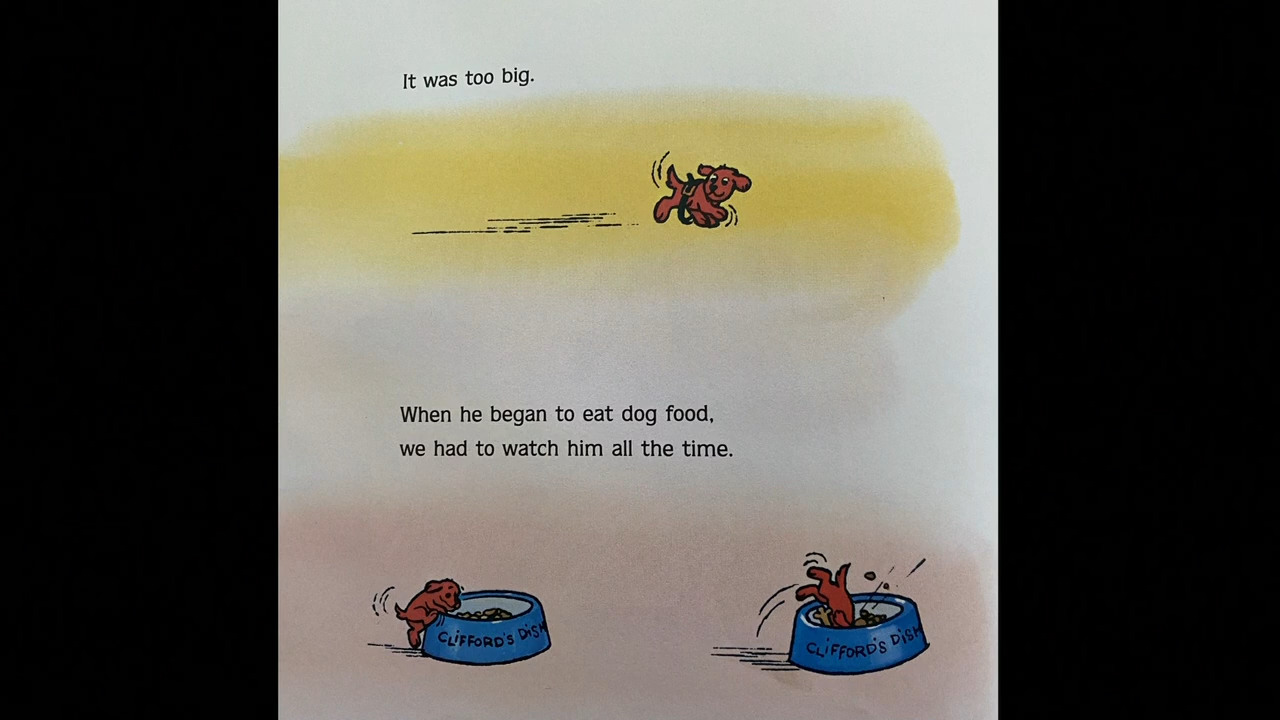 It was too big.
When he began to eat dog food,
we had to watch him all the time.
CLIFFORD'S DISH
CLIFFORD'S DISH